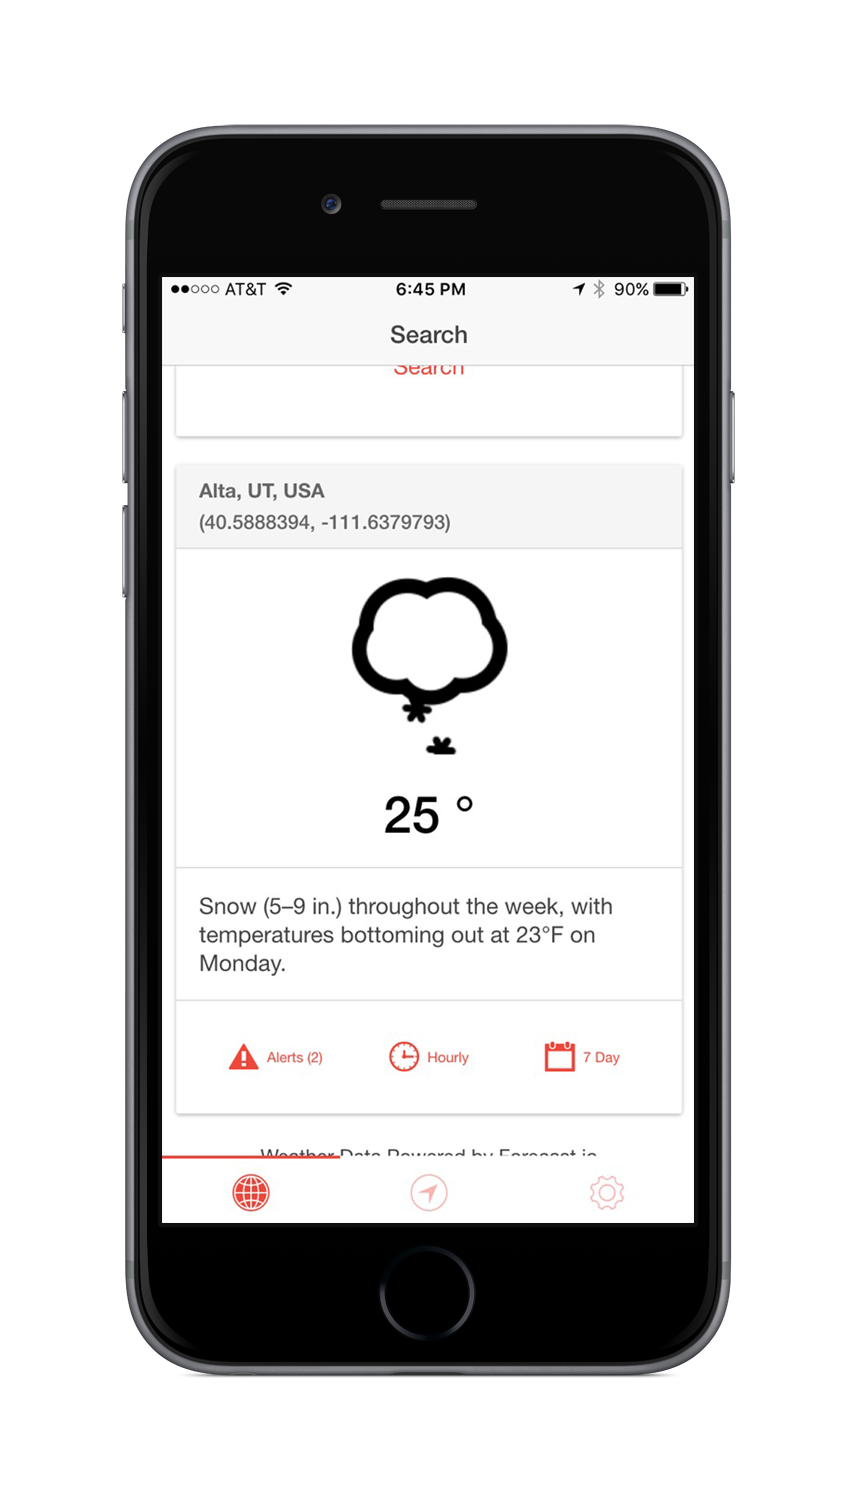 AT&T 6:45 PM 90%
Search
Search
Alta, UT, USA
(40.5888394, -111.6379793)
25 °
Snow (5–9 in.) throughout the week, with
temperatures bottoming out at 23°F on
Monday.
Alerts (2) Hourly 7 Day
Weather Data Powered by Forecast.io